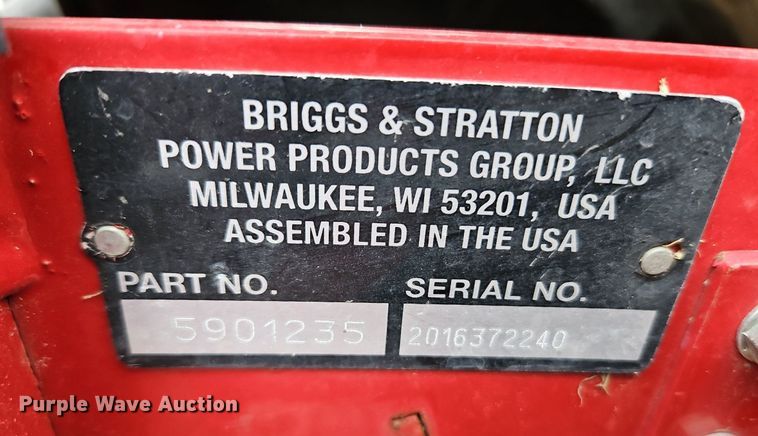 BRIGGS & STRATTON
POWER PRODUCTS GROUP, LLC
MILWAUKEE, WI 53201, USA
ASSEMBLED IN THE USA
PART NO. SERIAL NO.
5901235 2016372240
Purple Wave Auction